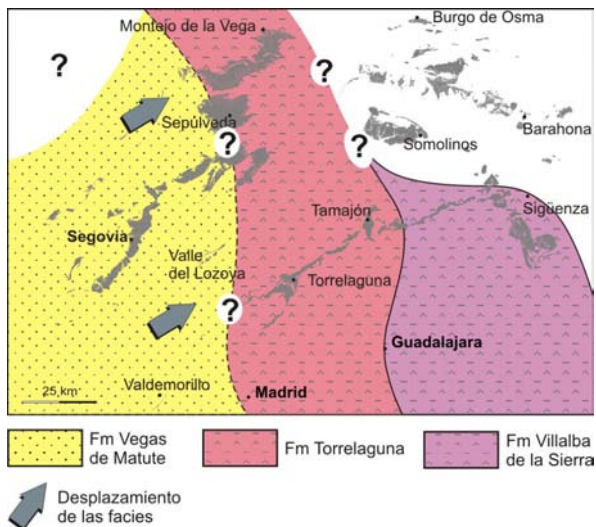 Montejo de la Vega
Burgo de Osma
?
?
Sepúlveda
Barahona
?
?
Somolinos
Tamajón
Sigüenza
Segovia
Valle
del Lozoya
Torrelaguna
?
Guadalajara
25 km
Valdemorillo
Madrid
Fm Vegas
de Matute
Fm Torrelaguna
Fm Villalba
de la Sierra
Desplazamiento
de las facies